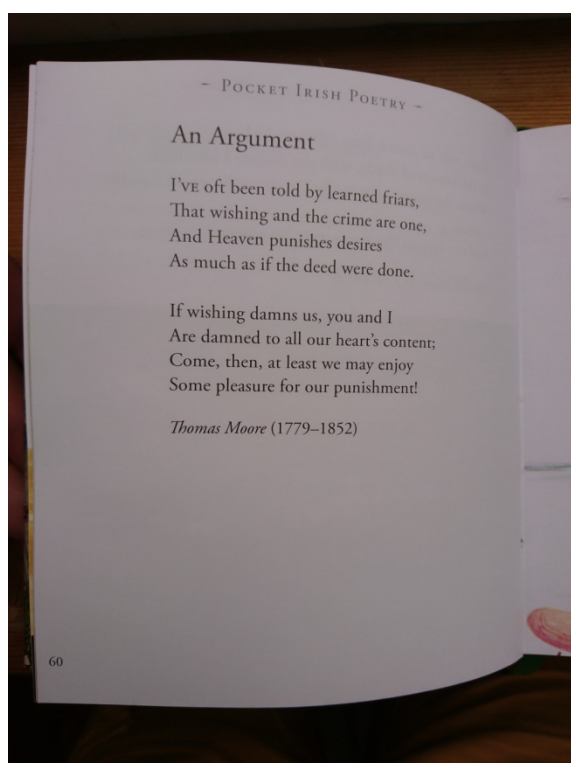 ~ Pocket Irish Poetry ~
An Argument
I've oft been told by learned friars,
That wishing and the crime are one,
And Heaven punishes desires
As much as if the deed were done.
If wishing damns us, you and I
Are damned to all our heart's content;
Come, then, at least we may enjoy
Some pleasure for our punishment!
Thomas Moore (1779–1852)
60